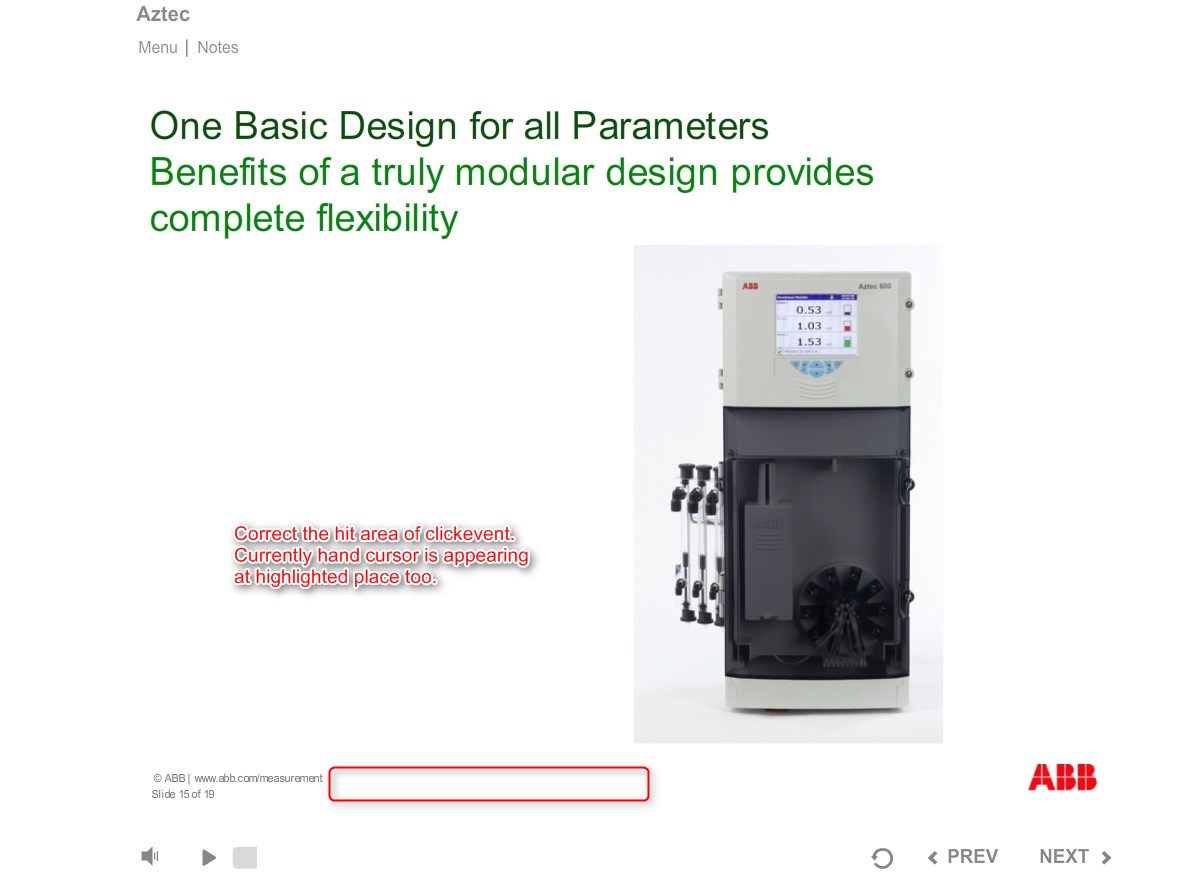 Aztec
Menu | Notes
One Basic Design for all Parameters
Benefits of a truly modular design provides
complete flexibility
ABB
Aztec 600
0.53
1.03
1.53
ABB
Correct the hit area of clickevent.
Currently hand cursor is appearing
at highlighted place too.
© ABB | www.abb.com/measurement
Slide 15 of 19
ABB
PREV
NEXT